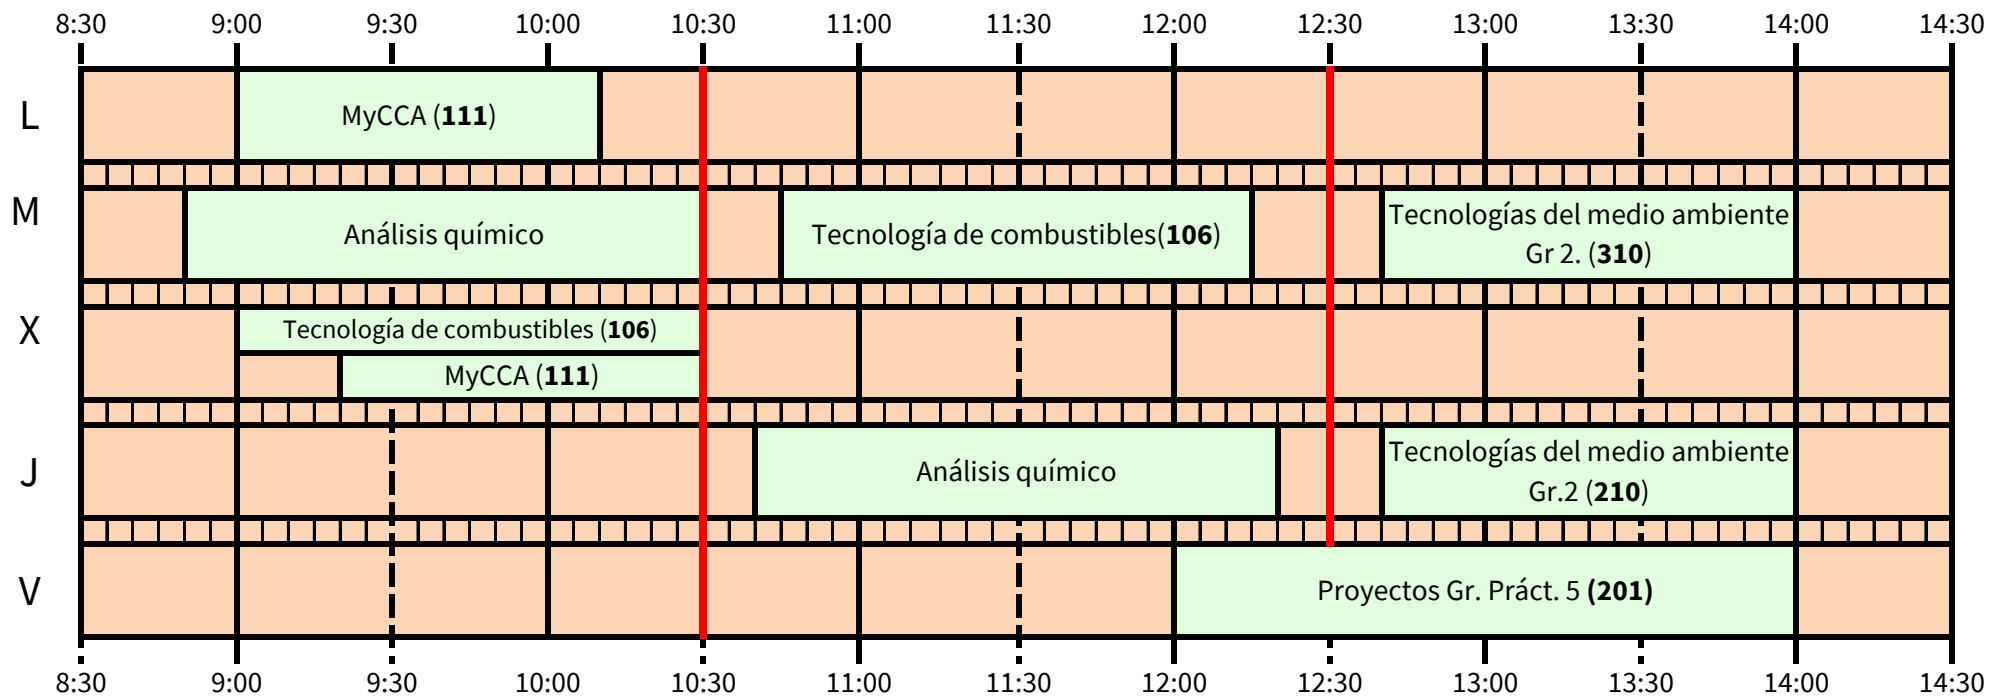 8:30 9:00 9:30 10:00 10:30 11:00 11:30 12:00 12:30 13:00 13:30 14:00 14:30
L
MyCCA (111)
M
Análisis químico
Tecnología de combustibles(106)
Tecnologías del medio ambiente
Gr 2. (310)
X
Tecnología de combustibles (106)
MyCCA (111)
J
Análisis químico
Tecnologías del medio ambiente
Gr.2 (210)
V
Proyectos Gr. Práct. 5 (201)
8:30 9:00 9:30 10:00 10:30 11:00 11:30 12:00 12:30 13:00 13:30 14:00 14:30